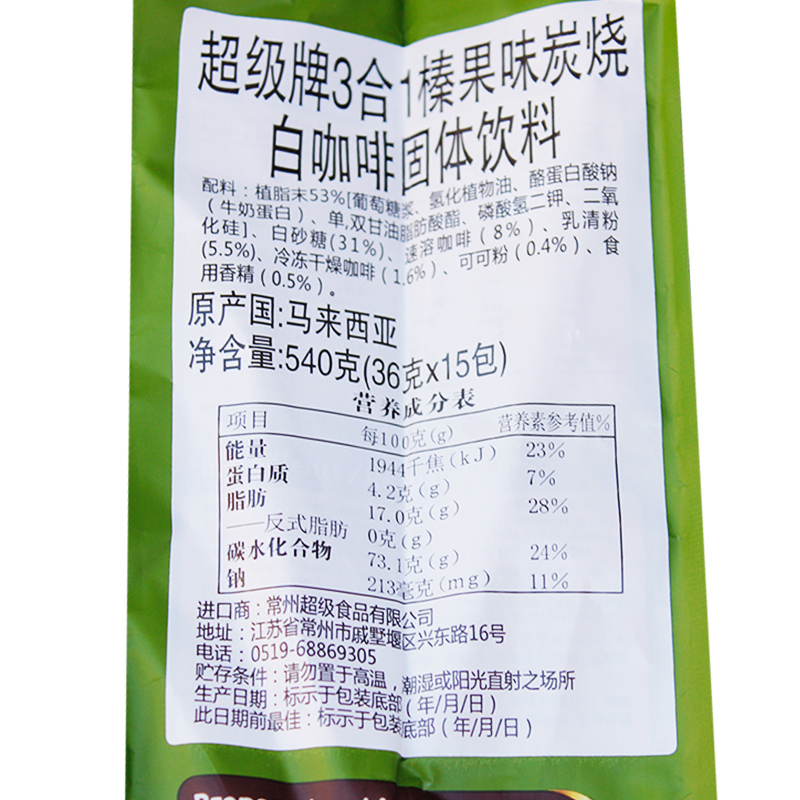 超级牌3合1榛果味炭烧
白咖啡固体饮料
配料：植脂末53%[葡萄糖浆、氢化植物油、酪蛋白酸钠
（牛奶蛋白）、单,双甘油脂肪酸酯、磷酸氢二钾、二氧
化硅]、白砂糖(31%)、速溶咖啡（8%）、乳清粉
(5.5%)、冷冻干燥咖啡（1.6%）、可可粉（0.4%）、食
用香精（0.5%）。
原产国:马来西亚
净含量:540克(36克x15包)
营养成分表
项目 每100克(g) 营养素参考值%
能量 1944千焦(kJ) 23%
蛋白质 4.2克(g) 7%
脂肪 17.0克(g) 28%
——反式脂肪 0克(g)
碳水化合物 73.1克(g) 24%
钠 213毫克(mg) 11%
进口商：常州超级食品有限公司
地址：江苏省常州市戚墅堰区兴东路16号
电话：0519-68869305
贮存条件：请勿置于高温，潮湿或阳光直射之场所
生产日期：标示于包装底部（年/月/日）
此日期前最佳：标示于包装底部（年/月/日）